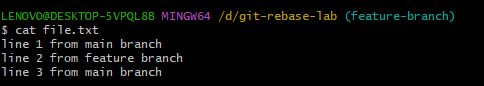 LENOVO@DESKTOP-5VPQL8B MINGW64 /d/git-rebase-lab (feature-branch)
$ cat file.txt
line 1 from main branch
line 2 from feature branch
line 3 from main branch